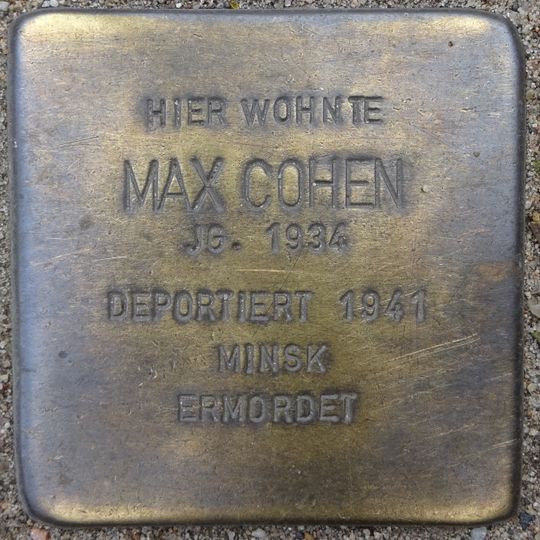 HIER WOHNTE
MAX COHEN
JG. 1934
DEPORTIERT 1941
MINSK
ERMORDET